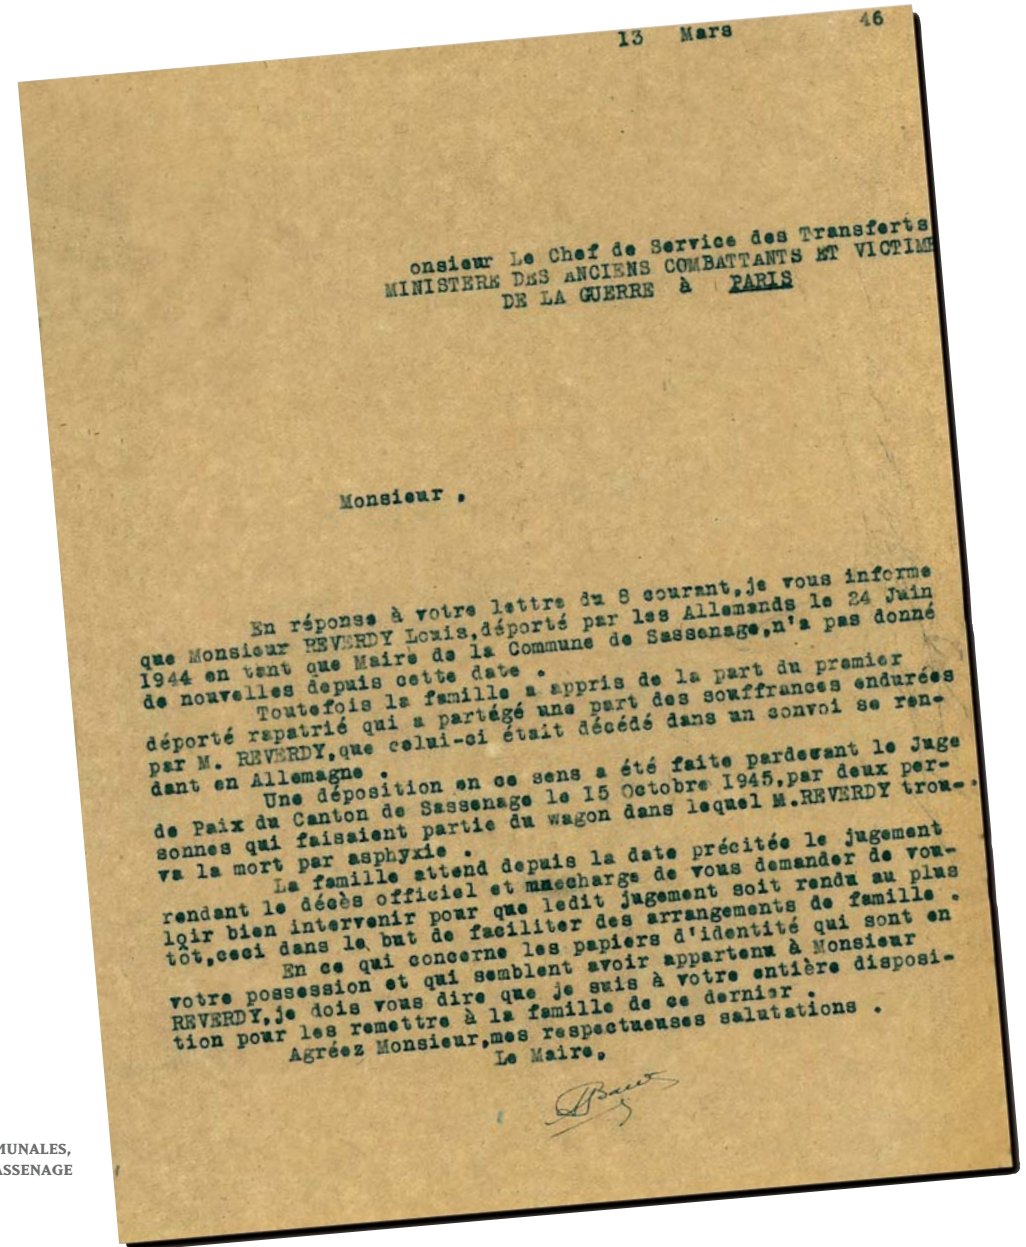 13 Mars 46
onsieur Le Chef de Service des Transferts
MINISTERE DES ANCIENS COMBATTANTS ET VICTIME
DE LA GUERRE à PARIS
Monsieur ,
En réponse à votre lettre du 8 courant,je vous informe
que Monsieur REVERDY Louis,déporté par les Allemands le 24 Juin
1944 en tant que Maire de la Commune de Sassenage,n'a pas donné
de nouvelles depuis cette date .
Toutefois la famille a appris de la part du premier
déporté rapatrié qui a partagé une part des souffrances endurées
par M. REVERDY,que celui-ci était décédé dans un convoi se ren-
dant en Allemagne .
Une déposition en ce sens a été faite pardevant le Juge
de Paix du Canton de Sassenage le 15 Octobre 1945,par deux per-
sonnes qui faisaient partie du wagon dans lequel M.REVERDY trou-
va la mort par asphyxie .
La famille attend depuis la date précitée le jugement
rendant le décès officiel et charge de vous demander de vou-
loir bien intervenir pour que ledit jugement soit rendu au plus
tôt,ceci dans le but de faciliter des arrangements de famille .
En ce qui concerne les papiers d'identité qui sont en
votre possession et qui semblent avoir appartenu à Monsieur
REVERDY,je dois vous dire que je suis à votre entière disposi-
tion pour les remettre à la famille de ce dernier .
Agréez Monsieur,mes respectueuses salutations .
Le Maire,
MUNALES,
ASSENAGE